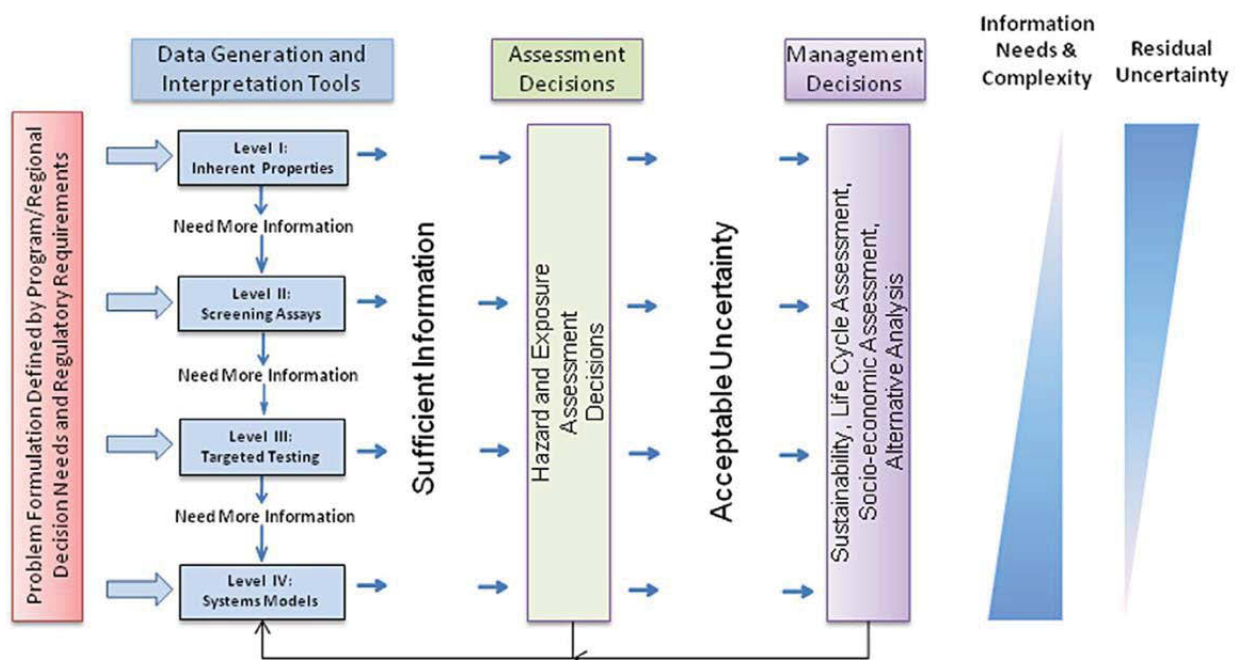 Data Generation and
Interpretation Tools
Assessment
Decisions
Management
Decisions
Information
Needs &
Complexity
Residual
Uncertainty
Problem Formulation Defined by Program/Regional
Decision Needs and Regulatory Requirements
Level I:
Inherent Properties
Need More Information
Level II:
Screening Assays
Need More Information
Level III:
Targeted Testing
Need More Information
Level IV:
Systems Models
Sufficient Information
Hazard and Exposure
Assessment
Decisions
Acceptable Uncertainty
Sustainability, Life Cycle Assessment,
Socio-economic Assessment,
Alternative Analysis